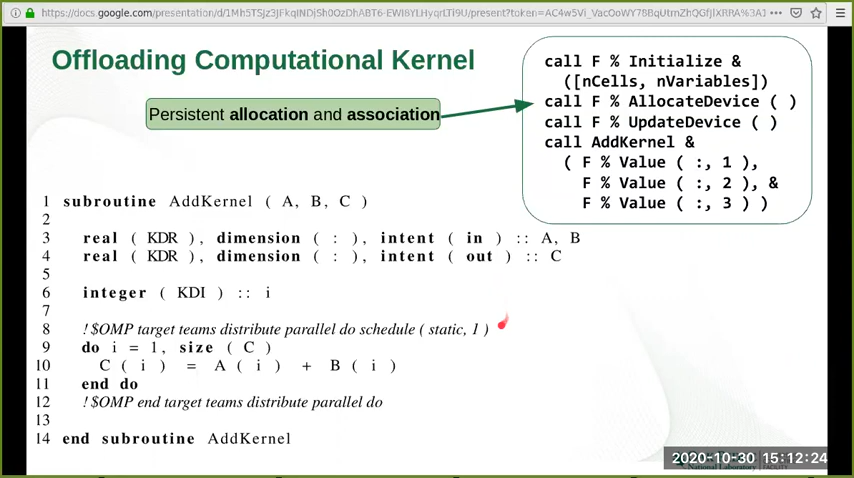 https://docs.google.com/presentation/d/1Mh5TSJz3JFkqINDjSh0OzDhABT6-EWI8YLHyqrtTi9U/present?token=AC4w5Vi_VacOoWY78BqUtrnZhQGfJlXRRA%3A1
Offloading Computational Kernel
Persistent allocation and association
call F % Initialize &
([nCells, nVariables])
call F % AllocateDevice ( )
call F % UpdateDevice ( )
call AddKernel &
( F % Value ( :, 1 ),
F % Value ( :, 2 ), &
F % Value ( :, 3 ) )
1 subroutine AddKernel ( A, B, C )
2
3 real ( KDR ), dimension ( : ), intent ( in ) :: A, B
4 real ( KDR ), dimension ( : ), intent ( out ) :: C
5
6 integer ( KDI ) :: i
7
8 !$OMP target teams distribute parallel do schedule ( static, 1 )
9 do i = 1, size ( C )
10 C ( i ) = A ( i ) + B ( i )
11 end do
12 !$OMP end target teams distribute parallel do
13
14 end subroutine AddKernel
2020-10-30 15:12:24
National Laboratory FACILITY